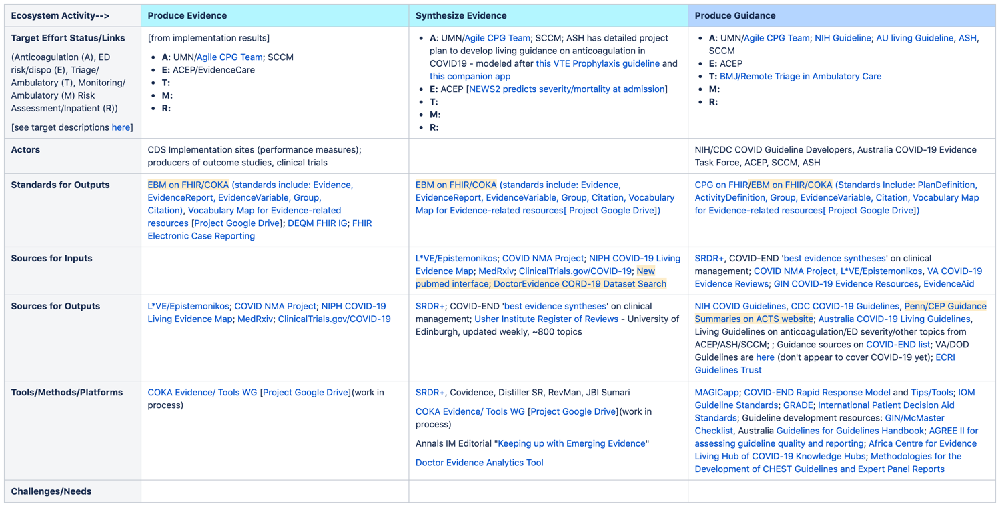 Ecosystem Activity-->
Produce Evidence
Synthesize Evidence
Produce Guidance
Target Effort Status/Links
(Anticoagulation (A), ED
risk/dispo (E), Triage/
Ambulatory (T), Monitoring/
Ambulatory (M) Risk
Assessment/Inpatient (R))
[see target descriptions here]
[from implementation results]
• A: UMN/Agile CPG Team; SCCM
• E: ACEP/EvidenceCare
• T:
• M:
• R:
• A: UMN/Agile CPG Team; SCCM; ASH has detailed project
plan to develop living guidance on anticoagulation in
COVID19 - modeled after this VTE Prophylaxis guideline and
this companion app
• E: ACEP [NEWS2 predicts severity/mortality at admission]
• T:
• M:
• R:
• A: UMN/Agile CPG Team; NIH Guideline; AU living Guideline, ASH,
SCCM
• E: ACEP
• T: BMJ/Remote Triage in Ambulatory Care
• M:
• R:
Actors
CDS Implementation sites (performance measures);
producers of outcome studies, clinical trials
NIH/CDC COVID Guideline Developers, Australia COVID-19 Evidence
Task Force, ACEP, SCCM, ASH
Standards for Outputs
EBM on FHIR/COKA (standards include: Evidence,
EvidenceReport, EvidenceVariable, Group,
Citation), Vocabulary Map for Evidence-related
resources [Project Google Drive]; DEQM FHIR IG; FHIR
Electronic Case Reporting
EBM on FHIR/COKA (standards include: Evidence,
EvidenceReport, EvidenceVariable, Group, Citation, Vocabulary
Map for Evidence-related resources[ Project Google Drive])
CPG on FHIR/EBM on FHIR/COKA (Standards Include: PlanDefinition,
ActivityDefinition, Group, EvidenceVariable, Citation, Vocabulary Map
for Evidence-related resources[ Project Google Drive])
Sources for Inputs
L*VE/Epistemonikos; COVID NMA Project; NIPH COVID-19 Living
Evidence Map; MedRxiv; ClinicalTrials.gov/COVID-19; New
pubmed interface; DoctorEvidence CORD-19 Dataset Search
SRDR+, COVID-END 'best evidence syntheses' on clinical
management; COVID NMA Project, L*VE/Epistemonikos, VA COVID-19
Evidence Reviews; GIN COVID-19 Evidence Resources, EvidenceAid
Sources for Outputs
L*VE/Epistemonikos; COVID NMA Project; NIPH COVID-19
Living Evidence Map; MedRxiv; ClinicalTrials.gov/COVID-19
SRDR+; COVID-END 'best evidence syntheses' on clinical
management; Usher Institute Register of Reviews - University of
Edinburgh, updated weekly, ~800 topics
NIH COVID Guidelines, CDC COVID-19 Guidelines, Penn/CEP Guidance
Summaries on ACTS website; Australia COVID-19 Living Guidelines,
Living Guidelines on anticoagulation/ED severity/other topics from
ACEP/ASH/SCCM; ; Guidance sources on COVID-END list; VA/DOD
Guidelines are here (don't appear to cover COVID-19 yet); ECRI
Guidelines Trust
Tools/Methods/Platforms
COKA Evidence/ Tools WG [Project Google Drive](work in
process)
SRDR+, Covidence, Distiller SR, RevMan, JBI Sumari
COKA Evidence/ Tools WG [Project Google Drive](work in
process)
Annals IM Editorial "Keeping up with Emerging Evidence"
Doctor Evidence Analytics Tool
MAGICapp; COVID-END Rapid Response Model and Tips/Tools; IOM
Guideline Standards; GRADE; International Patient Decision Aid
Standards; Guideline development resources: GIN/McMaster
Checklist, Australia Guidelines for Guidelines Handbook; AGREE II for
assessing guideline quality and reporting; Africa Centre for Evidence
Living Hub of COVID-19 Knowledge Hubs; Methodologies for the
Development of CHEST Guidelines and Expert Panel Reports
Challenges/Needs